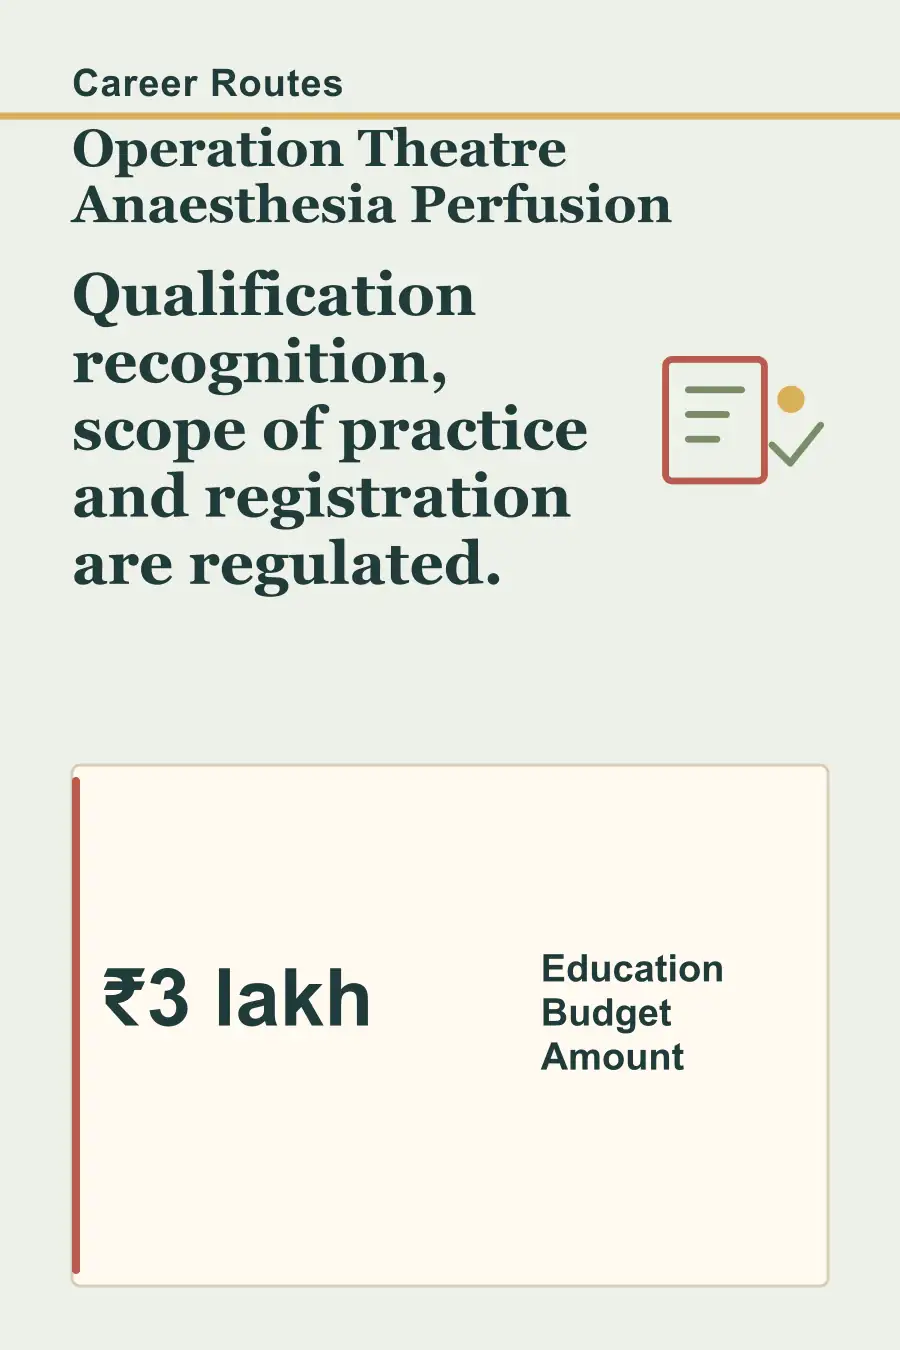 Career Routes
Operation Theatre
Anaesthesia Perfusion
Qualification
recognition,
scope of practice
and registration
are regulated.
₹3 lakh
Education
Budget
Amount